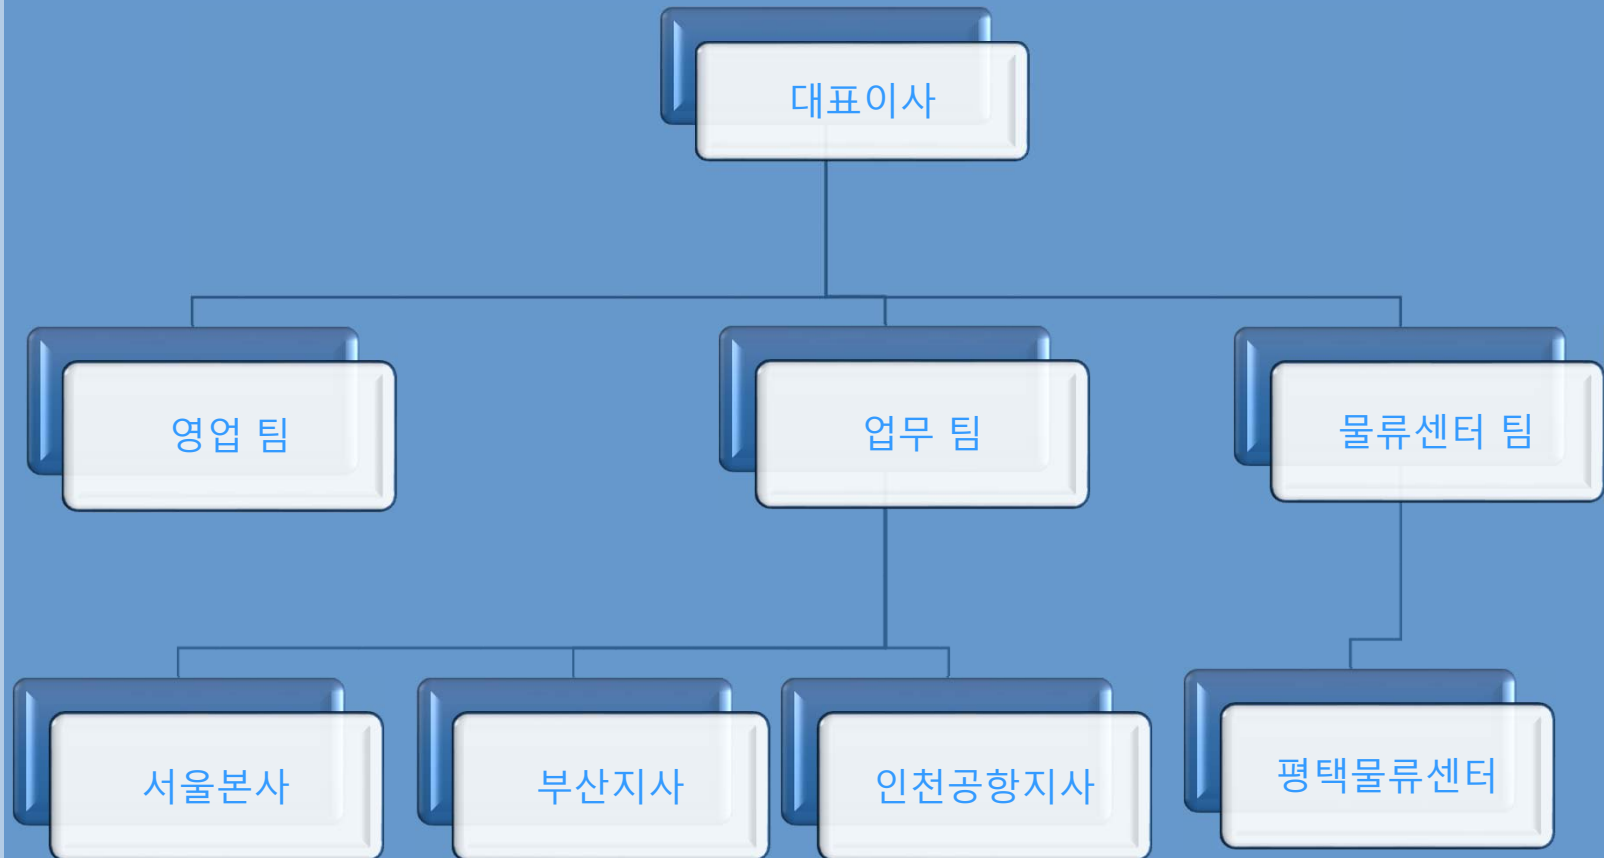 대표이사
영업 팀
업무 팀
물류센터 팀
서울본사
부산지사
인천공항지사
평택물류센터